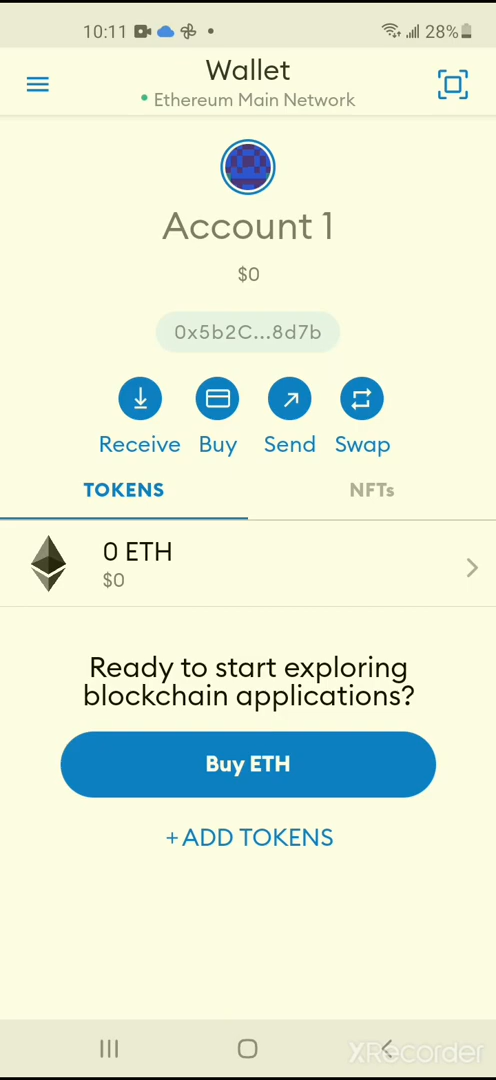 10:11 28%
Wallet
Ethereum Main Network
Account 1
$0
0x5b2C...8d7b
Receive Buy Send Swap
TOKENS NFTs
0 ETH
$0
Ready to start exploring
blockchain applications?
Buy ETH
+ ADD TOKENS
XRecorder